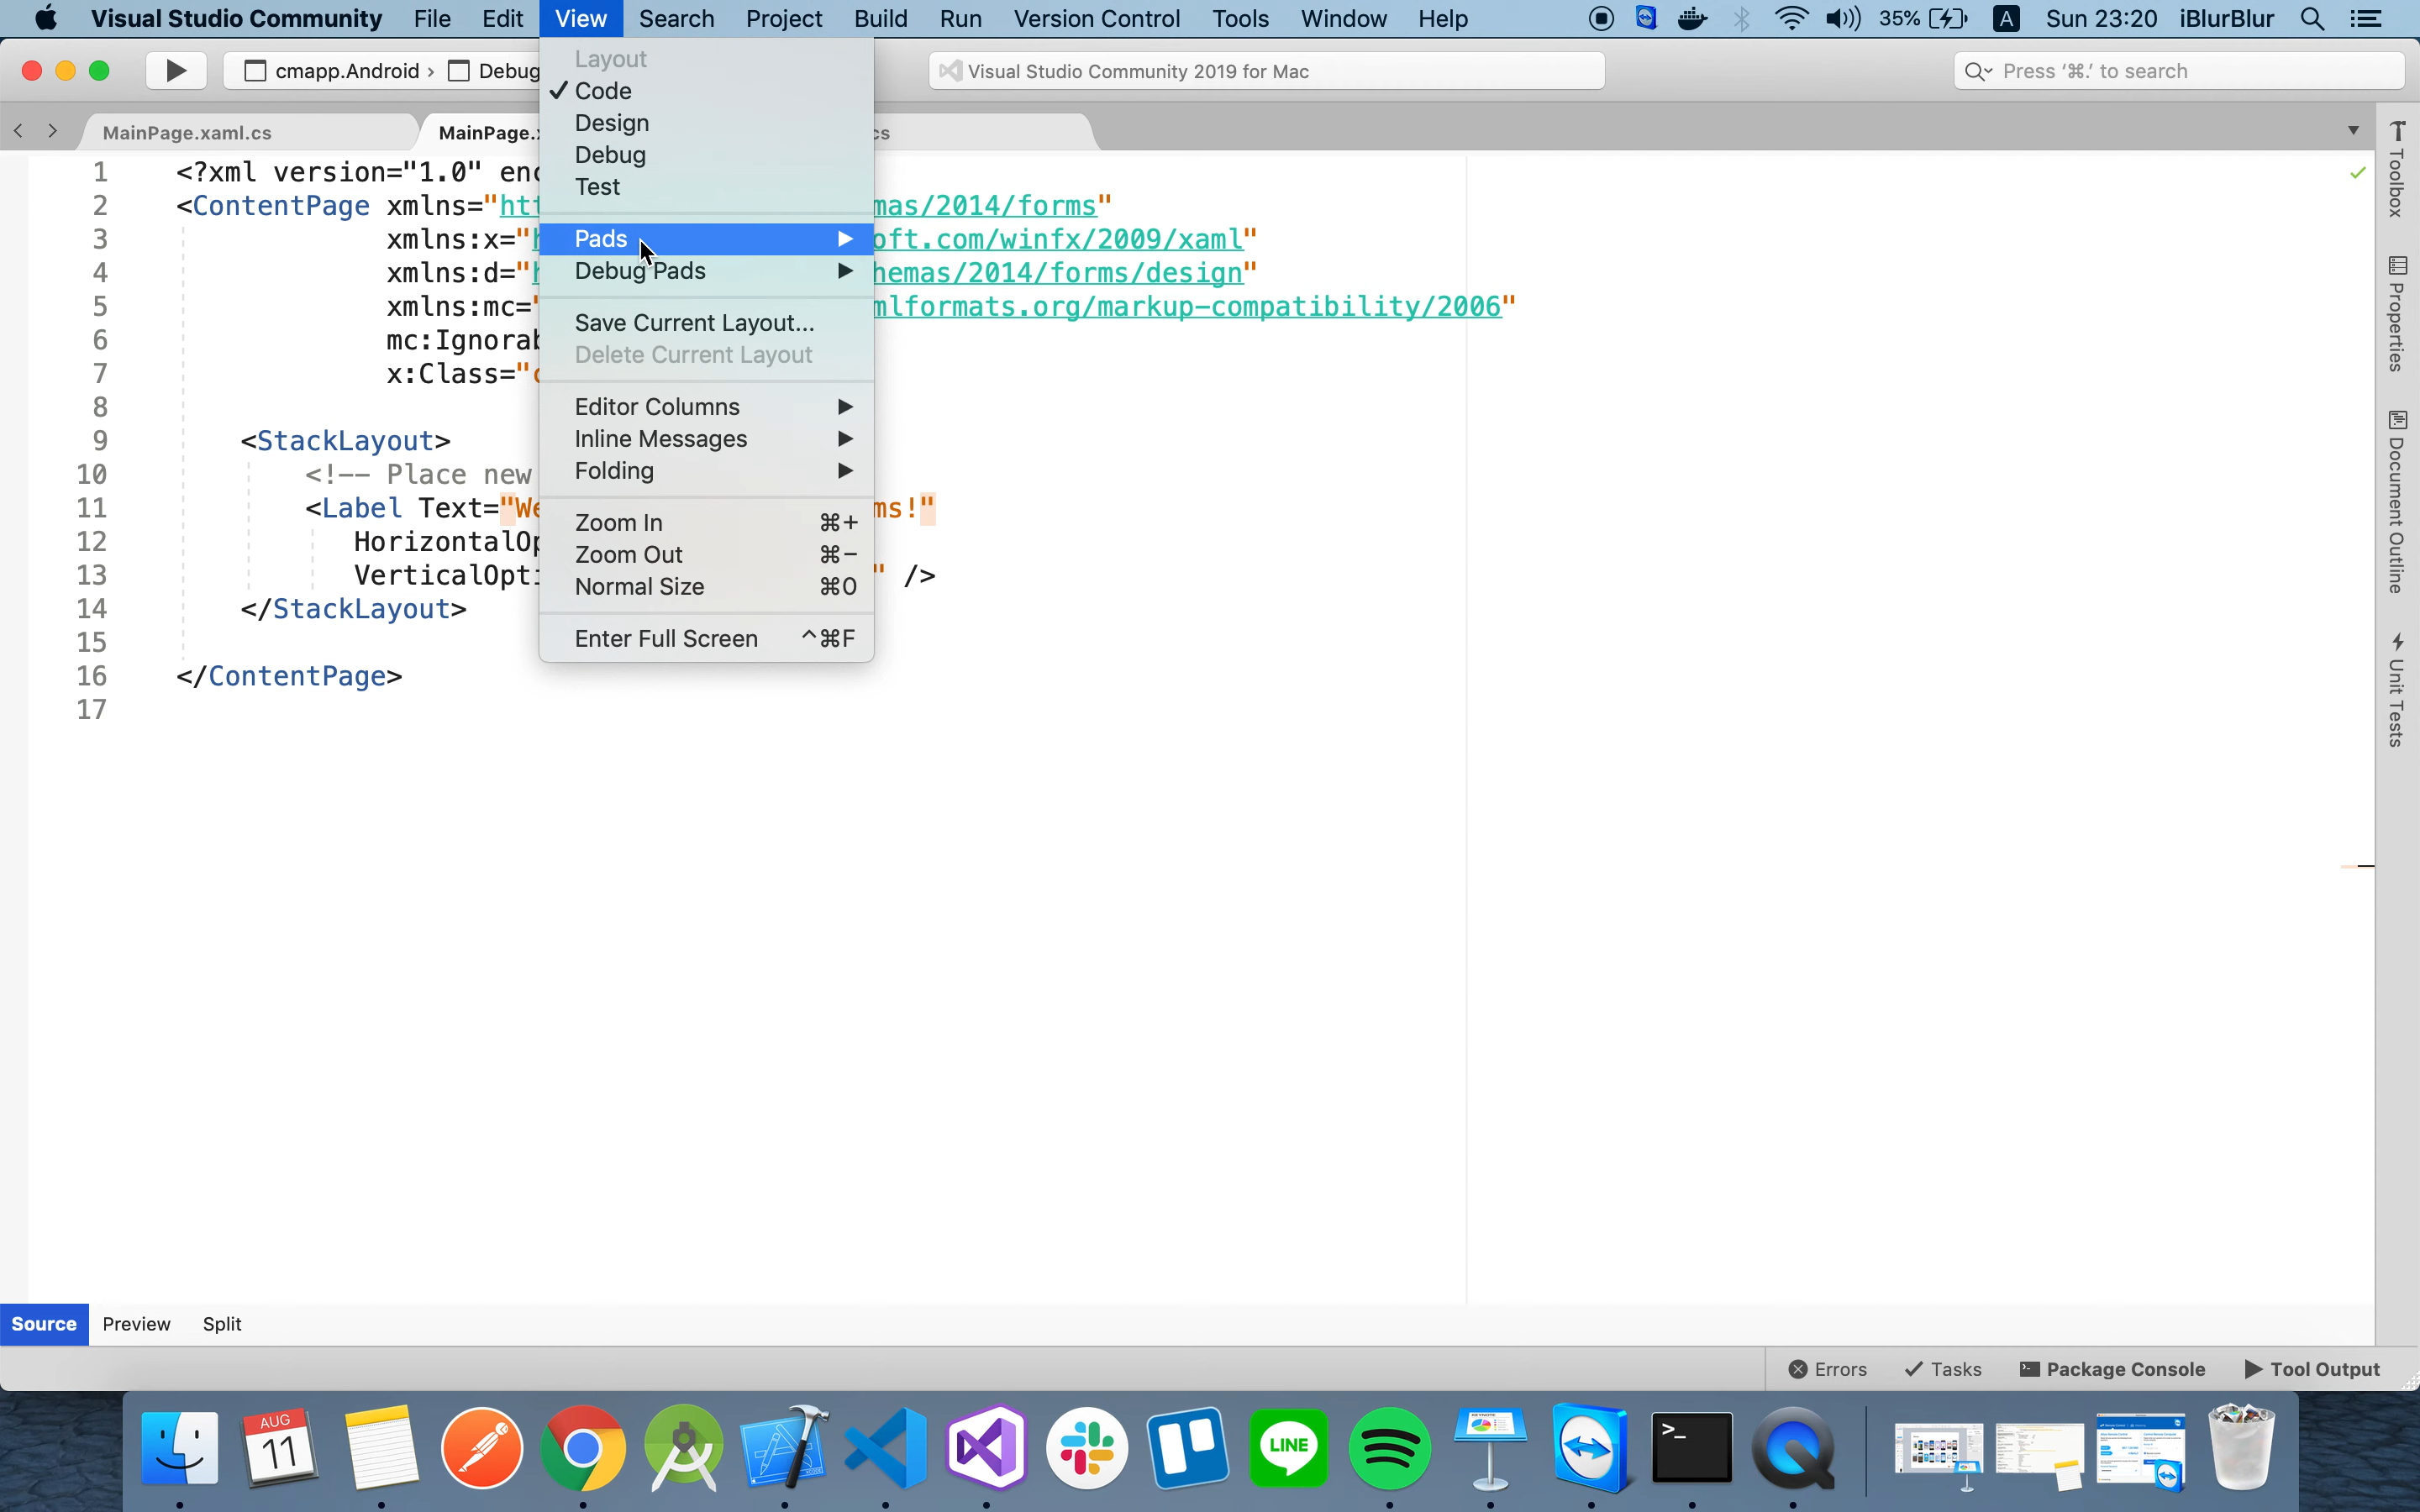 Visual Studio Community File Edit View Search Project Build Run Version Control Tools Window Help 35% A Sun 23:20 iBlurBlur
cmapp.Android › Debug Visual Studio Community 2019 for Mac Press ‘⌘.’ to search
MainPage.xaml.cs MainPage. cs
Layout
✓ Code
Design
Debug
Test
Pads
Debug Pads
Save Current Layout...
Delete Current Layout
Editor Columns
Inline Messages
Folding
Zoom In ⌘+
Zoom Out ⌘−
Normal Size ⌘0
Enter Full Screen ^⌘F
1 <?xml version="1.0"
2 <ContentPage xmlns="htt mas/2014/forms"
3 xmlns:x="h oft.com/winfx/2009/xaml"
4 xmlns:d="h hemas/2014/forms/design"
5 xmlns:mc=" mlformats.org/markup-compatibility/2006"
6 mc:Ignorab
7 x:Class="
8
9 <StackLayout>
10 <!-- Place new
11 <Label Text="We ms!"
12 HorizontalOp
13 VerticalOpti " />
14 </StackLayout>
15
16 </ContentPage>
17
Toolbox
Properties
Document Outline
Unit Tests
Source Preview Split
Errors Tasks Package Console Tool Output
AUG
11
LINE
KEYNOTE
>_